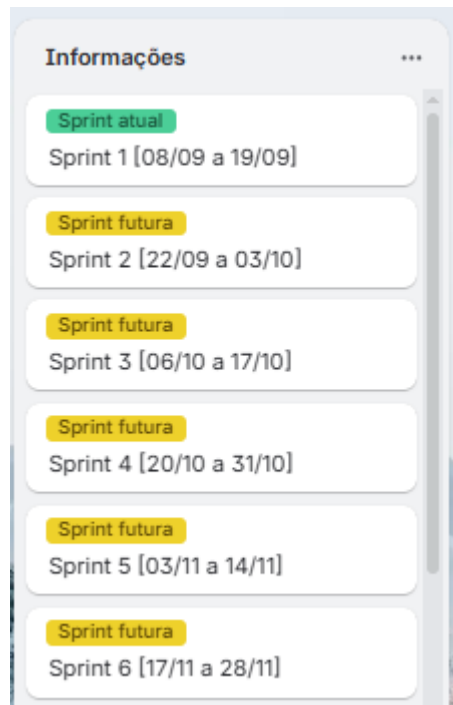 Informações
Sprint atual
Sprint 1 [08/09 a 19/09]
Sprint futura
Sprint 2 [22/09 a 03/10]
Sprint futura
Sprint 3 [06/10 a 17/10]
Sprint futura
Sprint 4 [20/10 a 31/10]
Sprint futura
Sprint 5 [03/11 a 14/11]
Sprint futura
Sprint 6 [17/11 a 28/11]